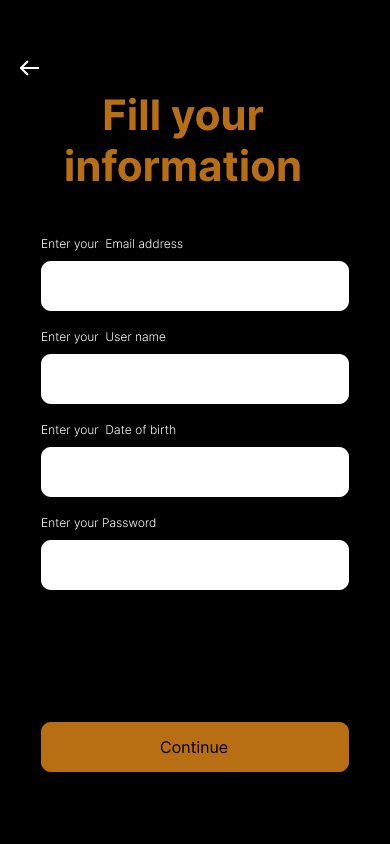 Fill your
information
Enter your  Email address
Enter your  User name
Enter your  Date of birth
Enter your Password
Continue